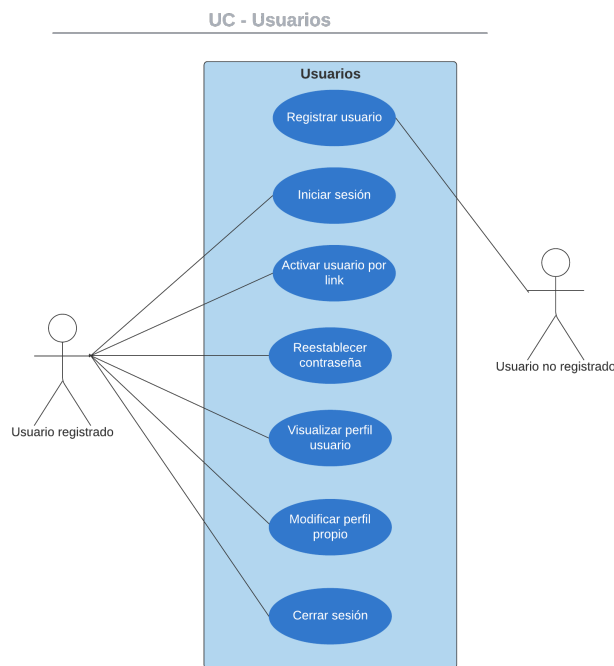 UC - Usuarios
Usuarios
Registrar usuario
Iniciar sesión
Activar usuario por
link
Reestablecer
contraseña
Visualizar perfil
usuario
Modificar perfil
propio
Cerrar sesión
Usuario registrado
Usuario no registrado